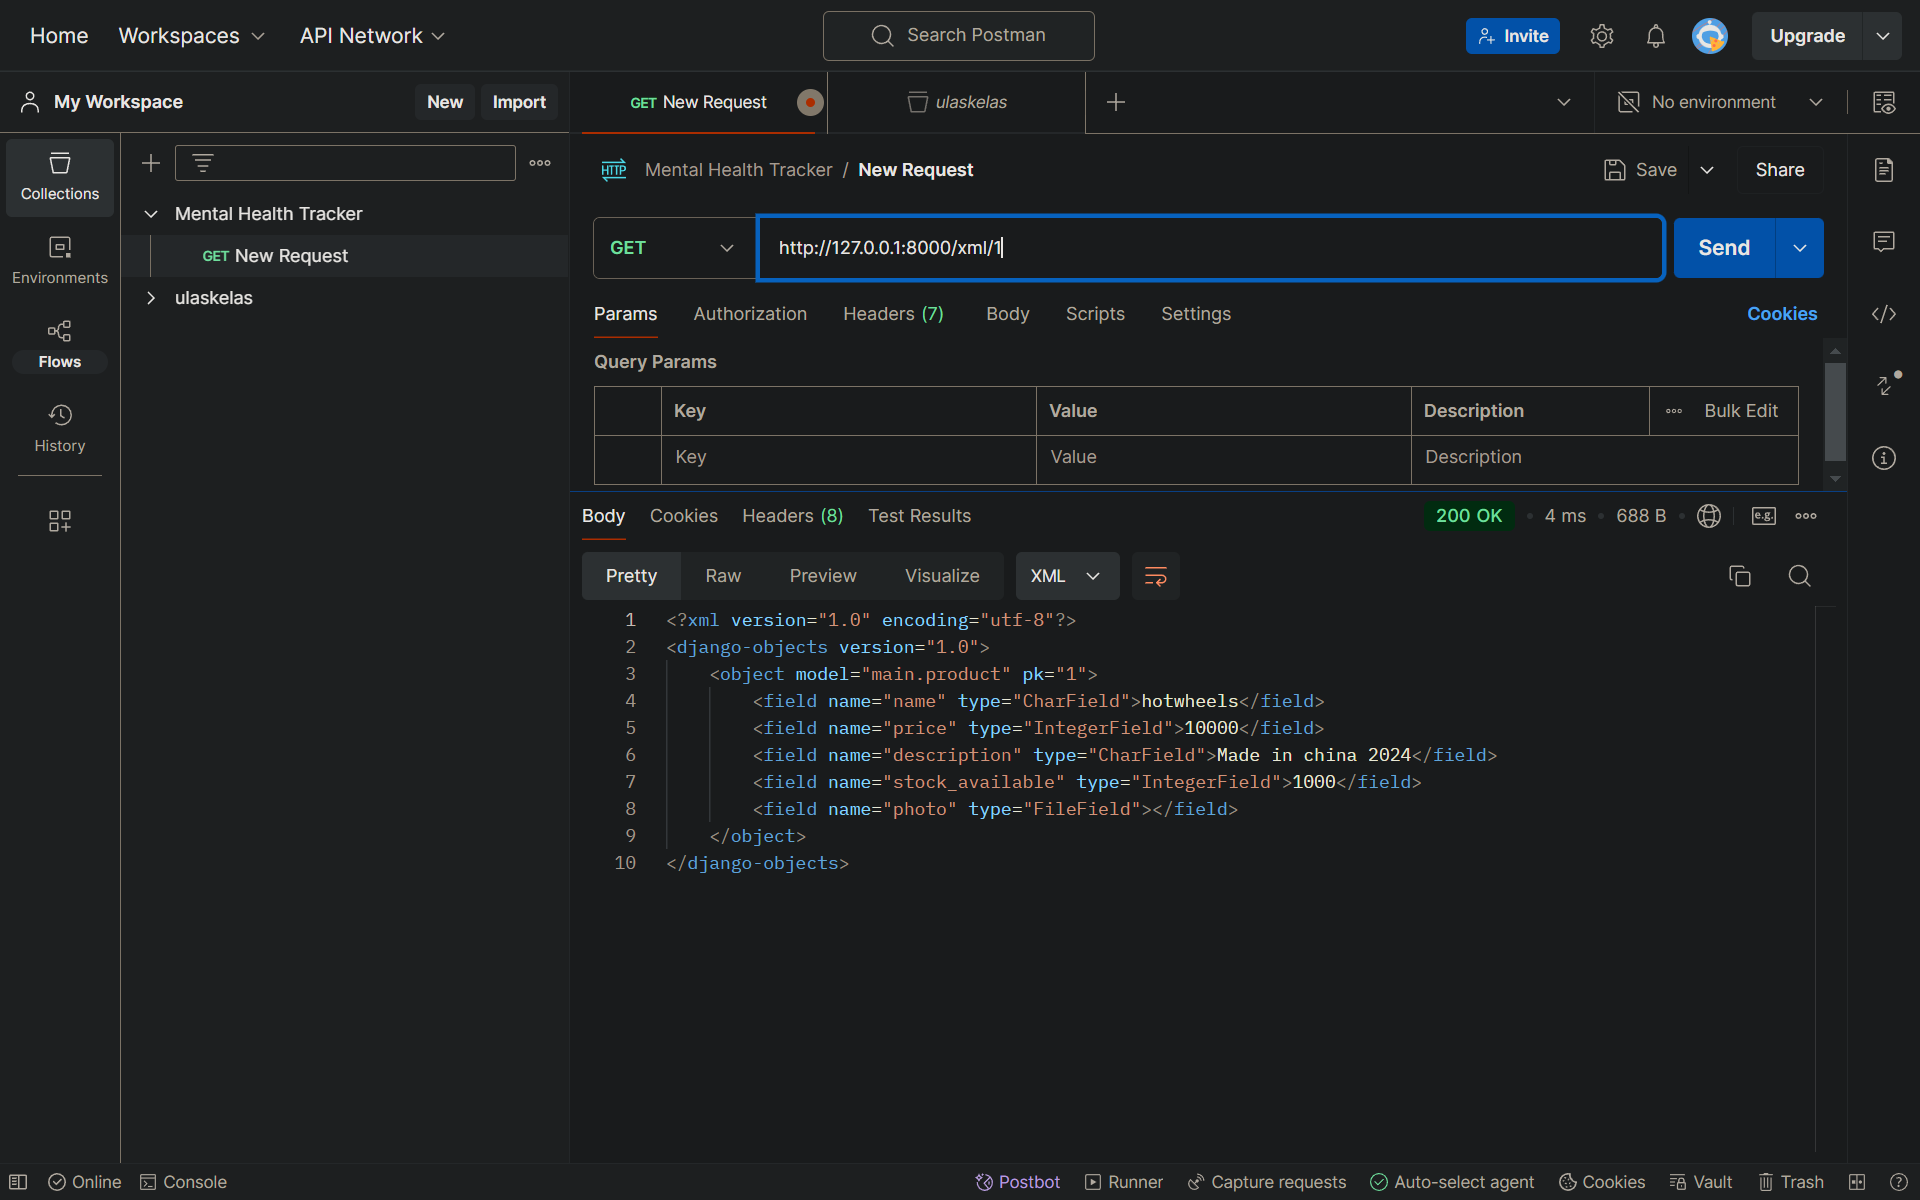 Home Workspaces API Network Search Postman Invite Upgrade
My Workspace New Import GET New Request ulaskelas No environment
Collections
Environments
Flows
History
Mental Health Tracker
GET New Request
ulaskelas
HTTP Mental Health Tracker / New Request Save Share
GET http://127.0.0.1:8000/xml/1 Send
Params Authorization Headers (7) Body Scripts Settings Cookies
Query Params
Key Value Description Bulk Edit
Key Value Description
Body Cookies Headers (8) Test Results 200 OK 4 ms 688 B e.g.
Pretty Raw Preview Visualize XML
1 <?xml version="1.0" encoding="utf-8"?>
2 <django-objects version="1.0">
3 <object model="main.product" pk="1">
4 <field name="name" type="CharField">hotwheels</field>
5 <field name="price" type="IntegerField">10000</field>
6 <field name="description" type="CharField">Made in china 2024</field>
7 <field name="stock_available" type="IntegerField">1000</field>
8 <field name="photo" type="FileField"></field>
9 </object>
10 </django-objects>
Online Console Postbot Runner Capture requests Auto-select agent Cookies Vault Trash